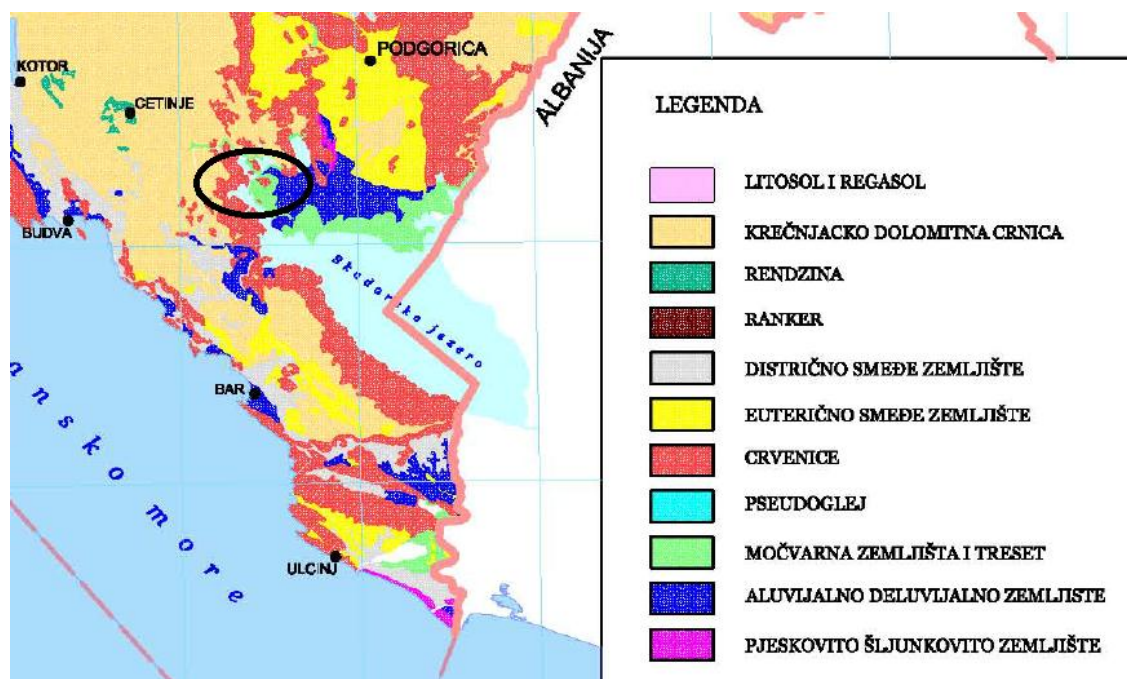 KOTOR
CETINJE
PODGORICA
ALBANIJA
BUDVA
Skadarsko jezero
BAR
ansko more
ULCINJ
LEGENDA
LITOSOL I REGASOL
KREČNJACKO DOLOMITNA CRNICA
RENDZINA
RANKER
DISTRIČNO SMEĐE ZEMLJIŠTE
EUTERIČNO SMEĐE ZEMLJIŠTE
CRVENICE
PSEUDOGLEJ
MOČVARNA ZEMLJIŠTA I TRESET
ALUVIJALNO DELUVIJALNO ZEMLJISTE
PJESKOVITO ŠLJUNKOVITO ZEMLJIŠTE